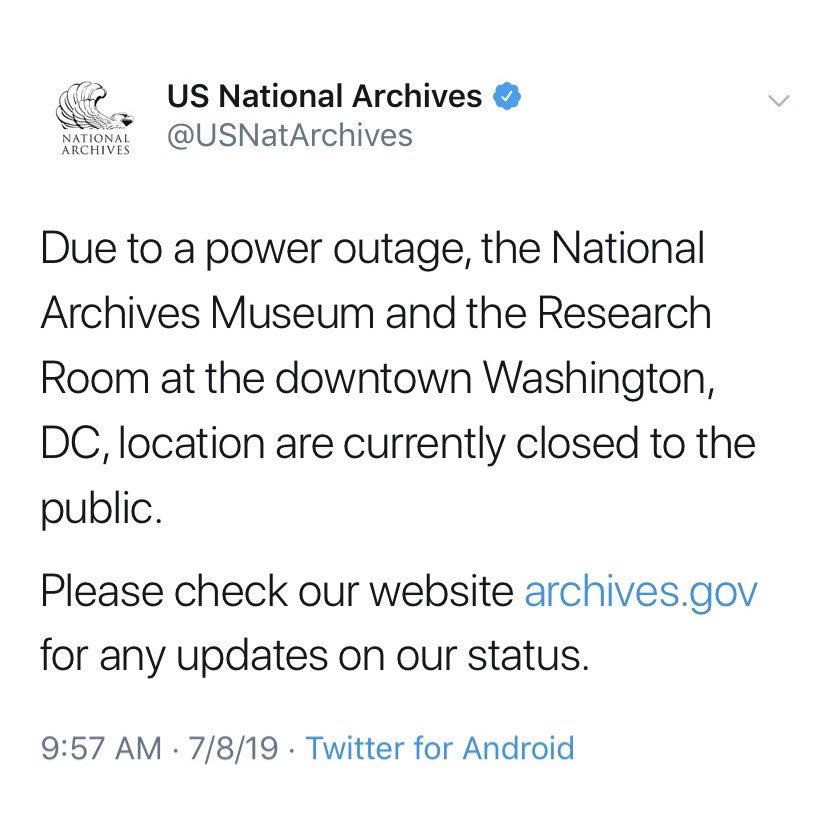 US National Archives
@USNatArchives
NATIONAL
ARCHIVES
Due to a power outage, the National
Archives Museum and the Research
Room at the downtown Washington,
DC, location are currently closed to the
public.
Please check our website archives.gov
for any updates on our status.
9:57 AM · 7/8/19 · Twitter for Android